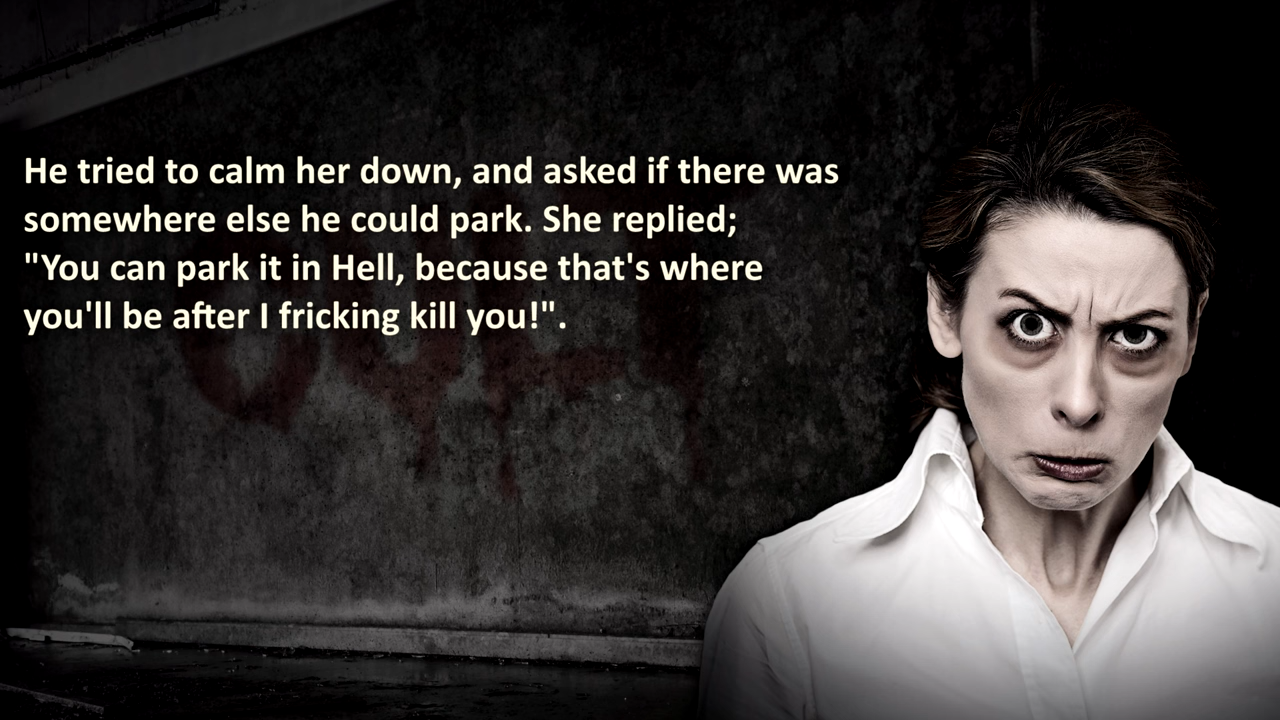 He tried to calm her down, and asked if there was
somewhere else he could park. She replied;
"You can park it in Hell, because that's where
you'll be after I fricking kill you!".